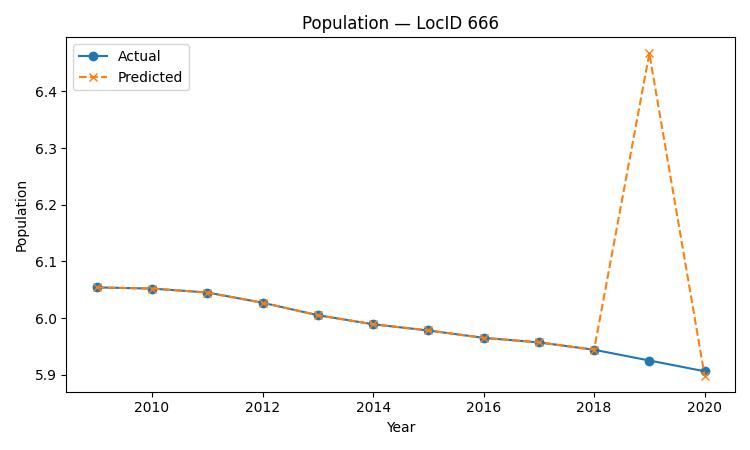 Population — LocID 666
Actual
Predicted
Population
6.4
6.3
6.2
6.1
6.0
5.9
2010 2012 2014 2016 2018 2020
Year